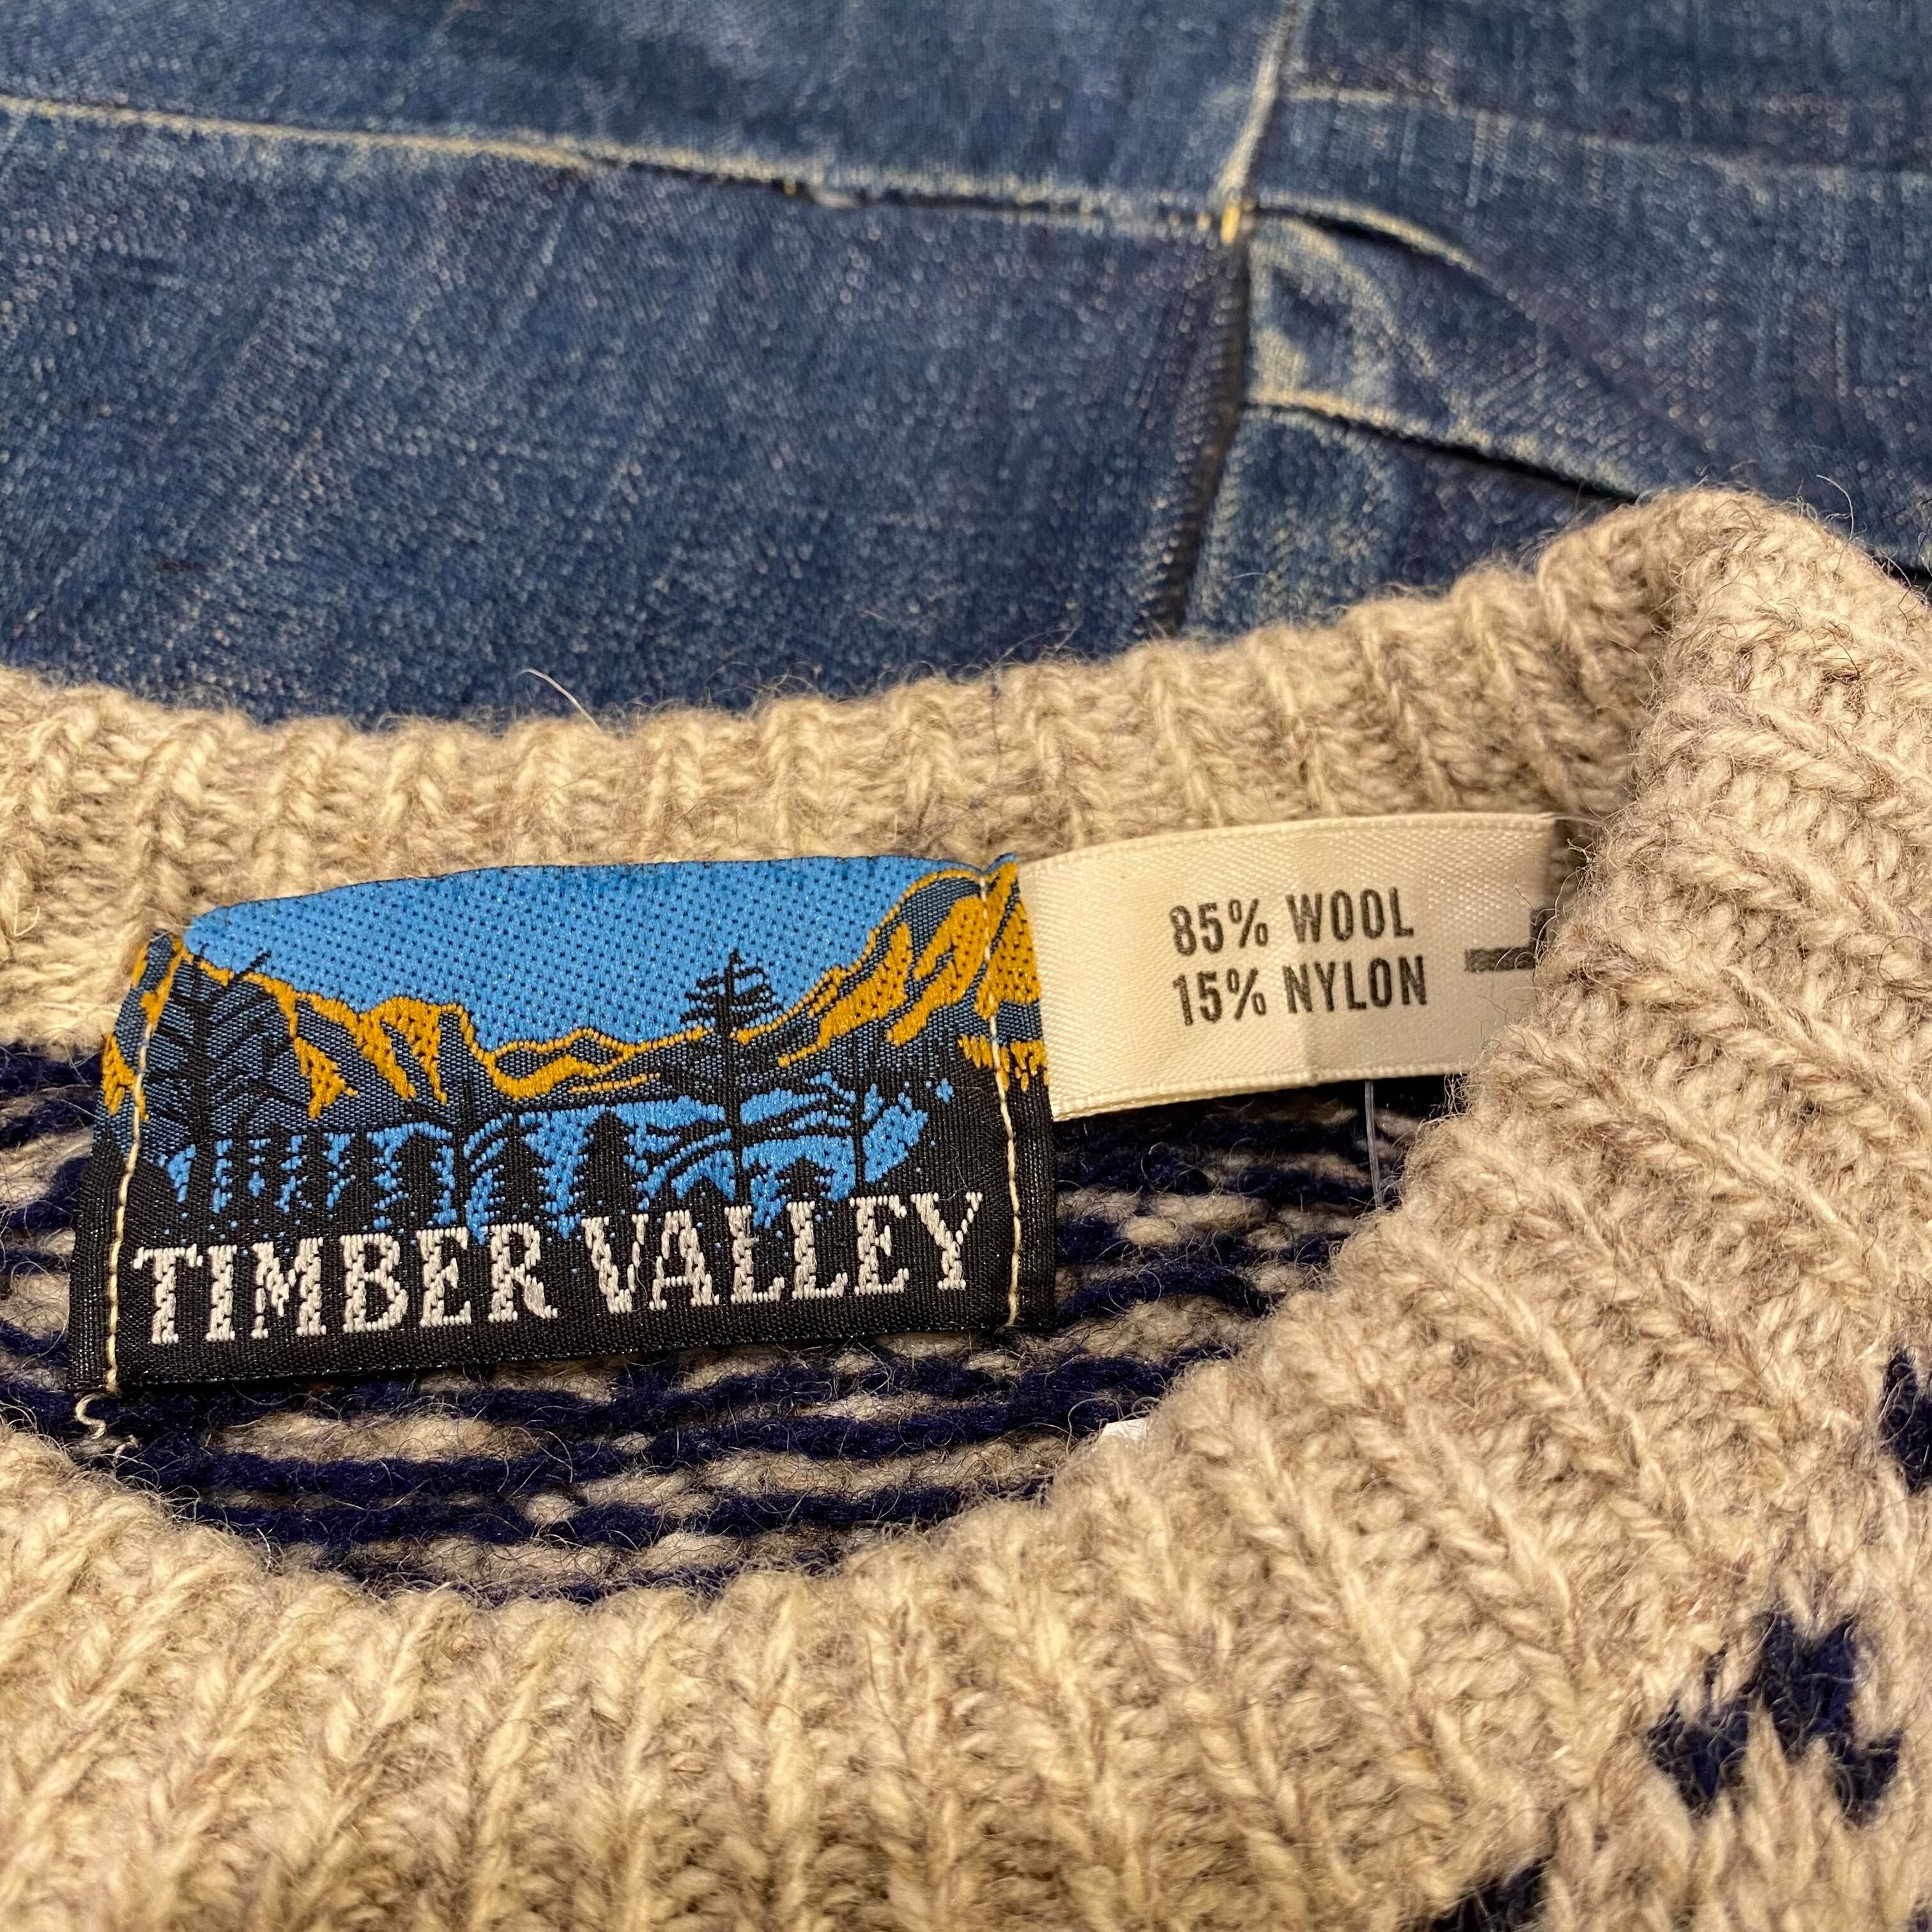 TIMBER VALLEY
85% WOOL
15% NYLON